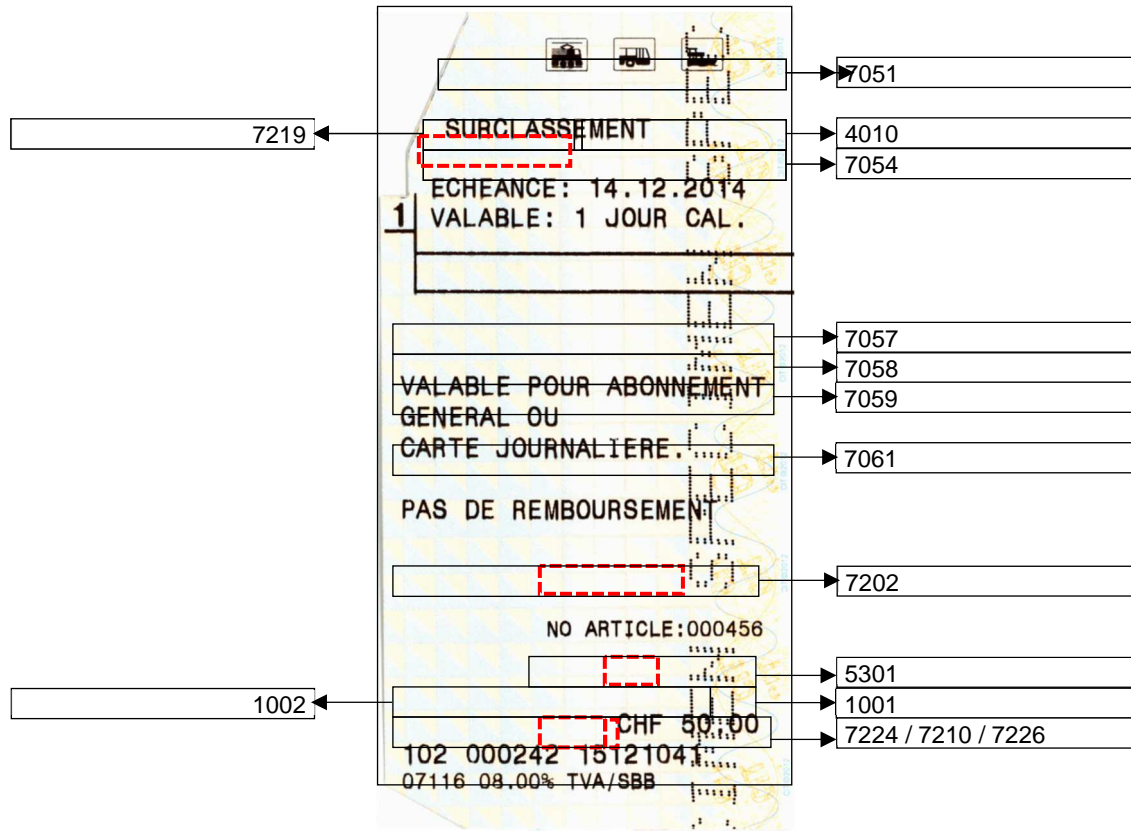 7051
7219
SURCLASSEMENT
4010
7054
ECHEANCE: 14.12.2014
1
VALABLE: 1 JOUR CAL.
7057
7058
VALABLE POUR ABONNEMENT
7059
GENERAL OU
CARTE JOURNALIERE.
7061
PAS DE REMBOURSEMENT
7202
NO ARTICLE:000456
5301
1002
1001
CHF 50.00
7224 / 7210 / 7226
102 000242 15121041
07116 08.00% TVA/SBB